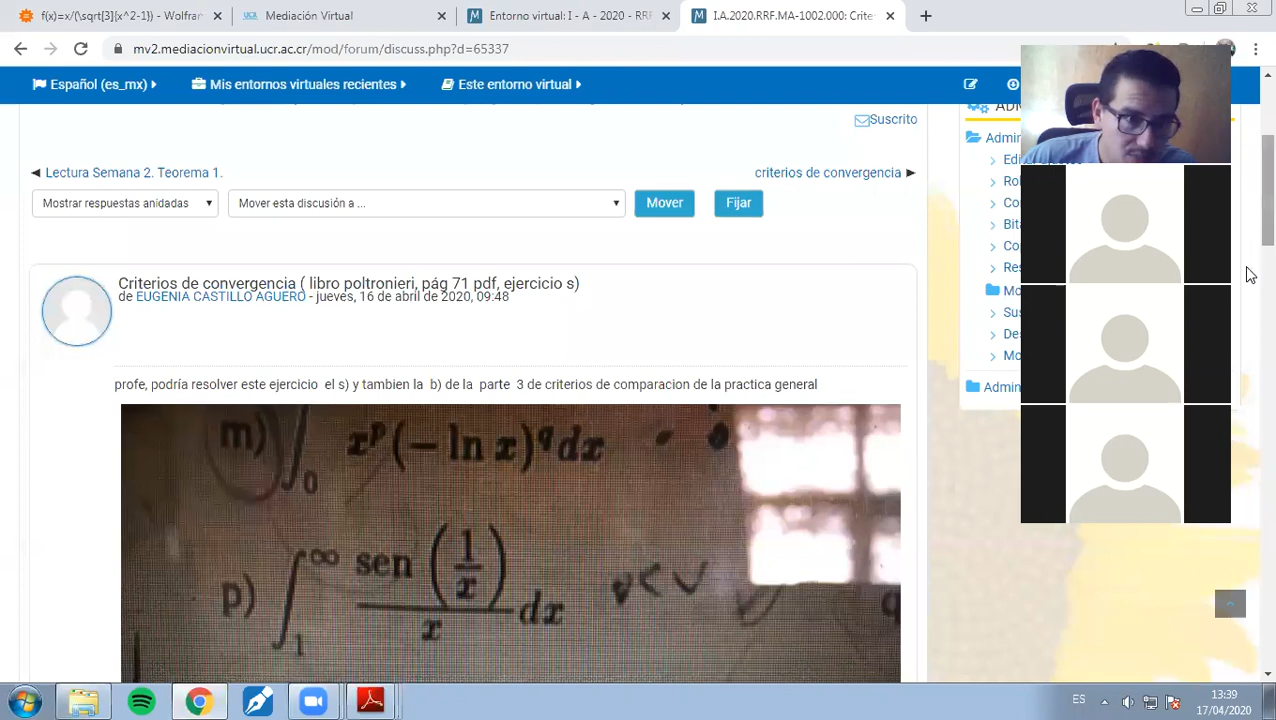 f(x)=x/(\sqrt[3]{x^2-1}) - Wolfran
Mediación Virtual
Entorno virtual: I - A - 2020 - RRF
I.A.2020.RRF.MA-1002.000: Crite
mv2.mediacionvirtual.ucr.ac.cr/mod/forum/discuss.php?d=65337
Español (es_mx)
Mis entornos virtuales recientes
Este entorno virtual
Suscrito
◄ Lectura Semana 2. Teorema 1.
criterios de convergencia ►
Mostrar respuestas anidadas
Mover esta discusión a ...
Mover
Fijar
Criterios de convergencia ( libro poltronieri, pág 71 pdf, ejercicio s)
de EUGENIA CASTILLO AGUERO - jueves, 16 de abril de 2020, 09:48
profe, podría resolver este ejercicio el s) y tambien la b) de la parte 3 de criterios de comparacion de la practica general
m) ∫₀ x^p(−ln x)^q dx
p) ∫₁^∞ sen(1/x)/x dx
Admin
ES
13:39
17/04/2020